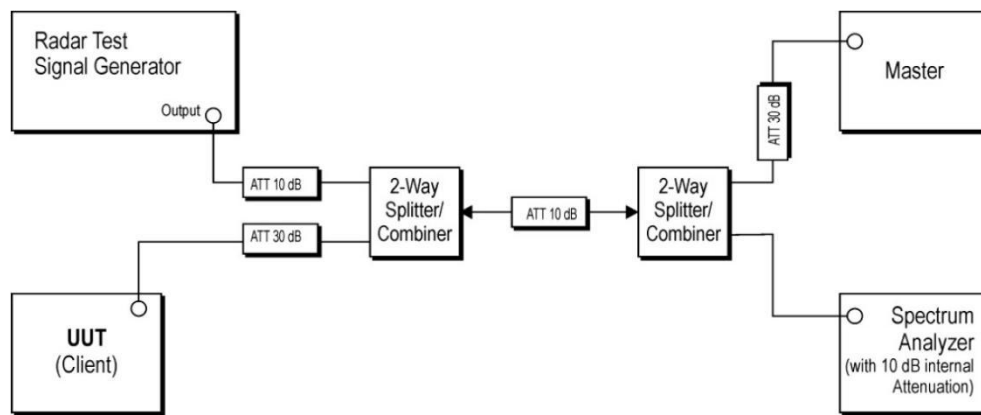 Radar Test
Signal Generator
Output
ATT 10 dB
2-Way
Splitter/
Combiner
ATT 30 dB
ATT 10 dB
2-Way
Splitter/
Combiner
ATT 30 dB
Master
UUT
(Client)
Spectrum
Analyzer
(with 10 dB internal
Attenuation)